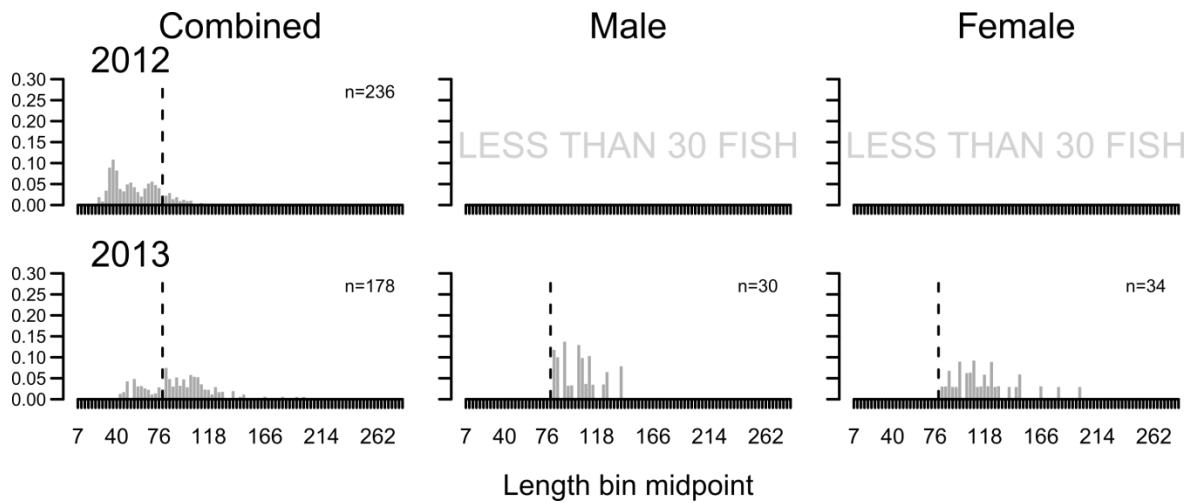 Combined Male Female
2012
0.30
0.25
0.20
0.15
0.10
0.05
0.00
n=236
LESS THAN 30 FISH
LESS THAN 30 FISH
2013
0.30
0.25
0.20
0.15
0.10
0.05
0.00
n=178
n=30
n=34
7 40 76 118 166 214 262
7 40 76 118 166 214 262
7 40 76 118 166 214 262
Length bin midpoint